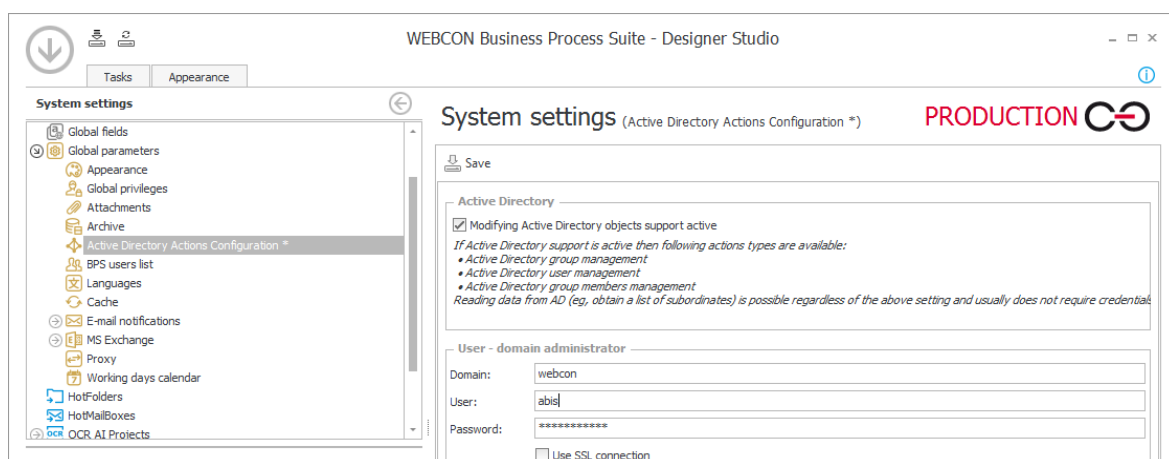 WEBCON Business Process Suite - Designer Studio
Tasks Appearance
System settings
Global fields
Global parameters
Appearance
Global privileges
Attachments
Archive
Active Directory Actions Configuration *
BPS users list
Languages
Cache
E-mail notifications
MS Exchange
Proxy
Working days calendar
HotFolders
HotMailBoxes
OCR AI Projects
System settings (Active Directory Actions Configuration *)
PRODUCTION
Save
Active Directory
Modifying Active Directory objects support active
If Active Directory support is active then following actions types are available:
• Active Directory group management
• Active Directory user management
• Active Directory group members management
Reading data from AD (eg, obtain a list of subordinates) is possible regardless of the above setting and usually does not require credentials
User - domain administrator
Domain: webcon
User: abis
Password: ***********
Use SSL connection